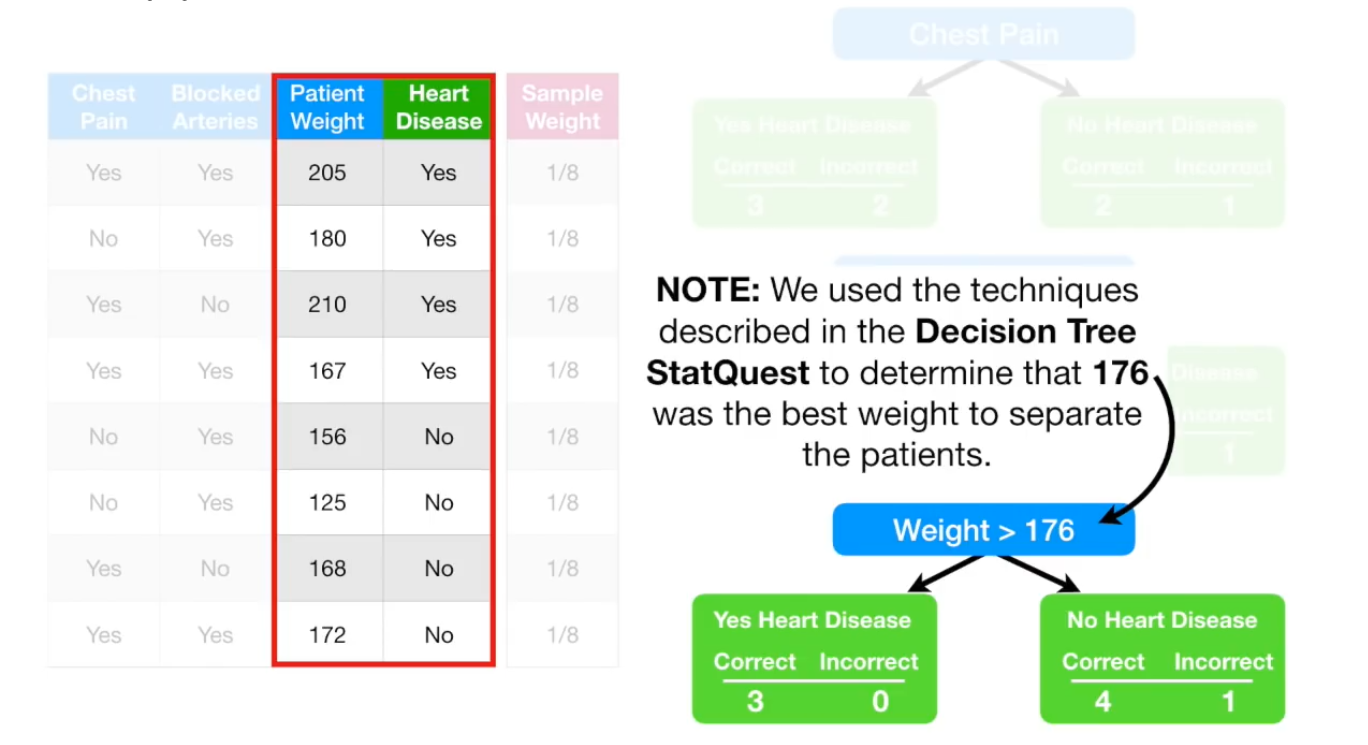 Chest Pain
Blocked Arteries
Patient Weight
Heart Disease
Sample Weight
Yes Yes 205 Yes 1/8
No Yes 180 Yes 1/8
Yes No 210 Yes 1/8
Yes Yes 167 Yes 1/8
No Yes 156 No 1/8
No Yes 125 No 1/8
Yes No 168 No 1/8
Yes Yes 172 No 1/8
Chest Pain
Yes Heart Disease
Correct Incorrect
3 2
No Heart Disease
Correct Incorrect
2 1
NOTE: We used the techniques
described in the Decision Tree
StatQuest to determine that 176
was the best weight to separate
the patients.
Disease
Incorrect
1
Weight > 176
Yes Heart Disease
Correct Incorrect
3 0
No Heart Disease
Correct Incorrect
4 1